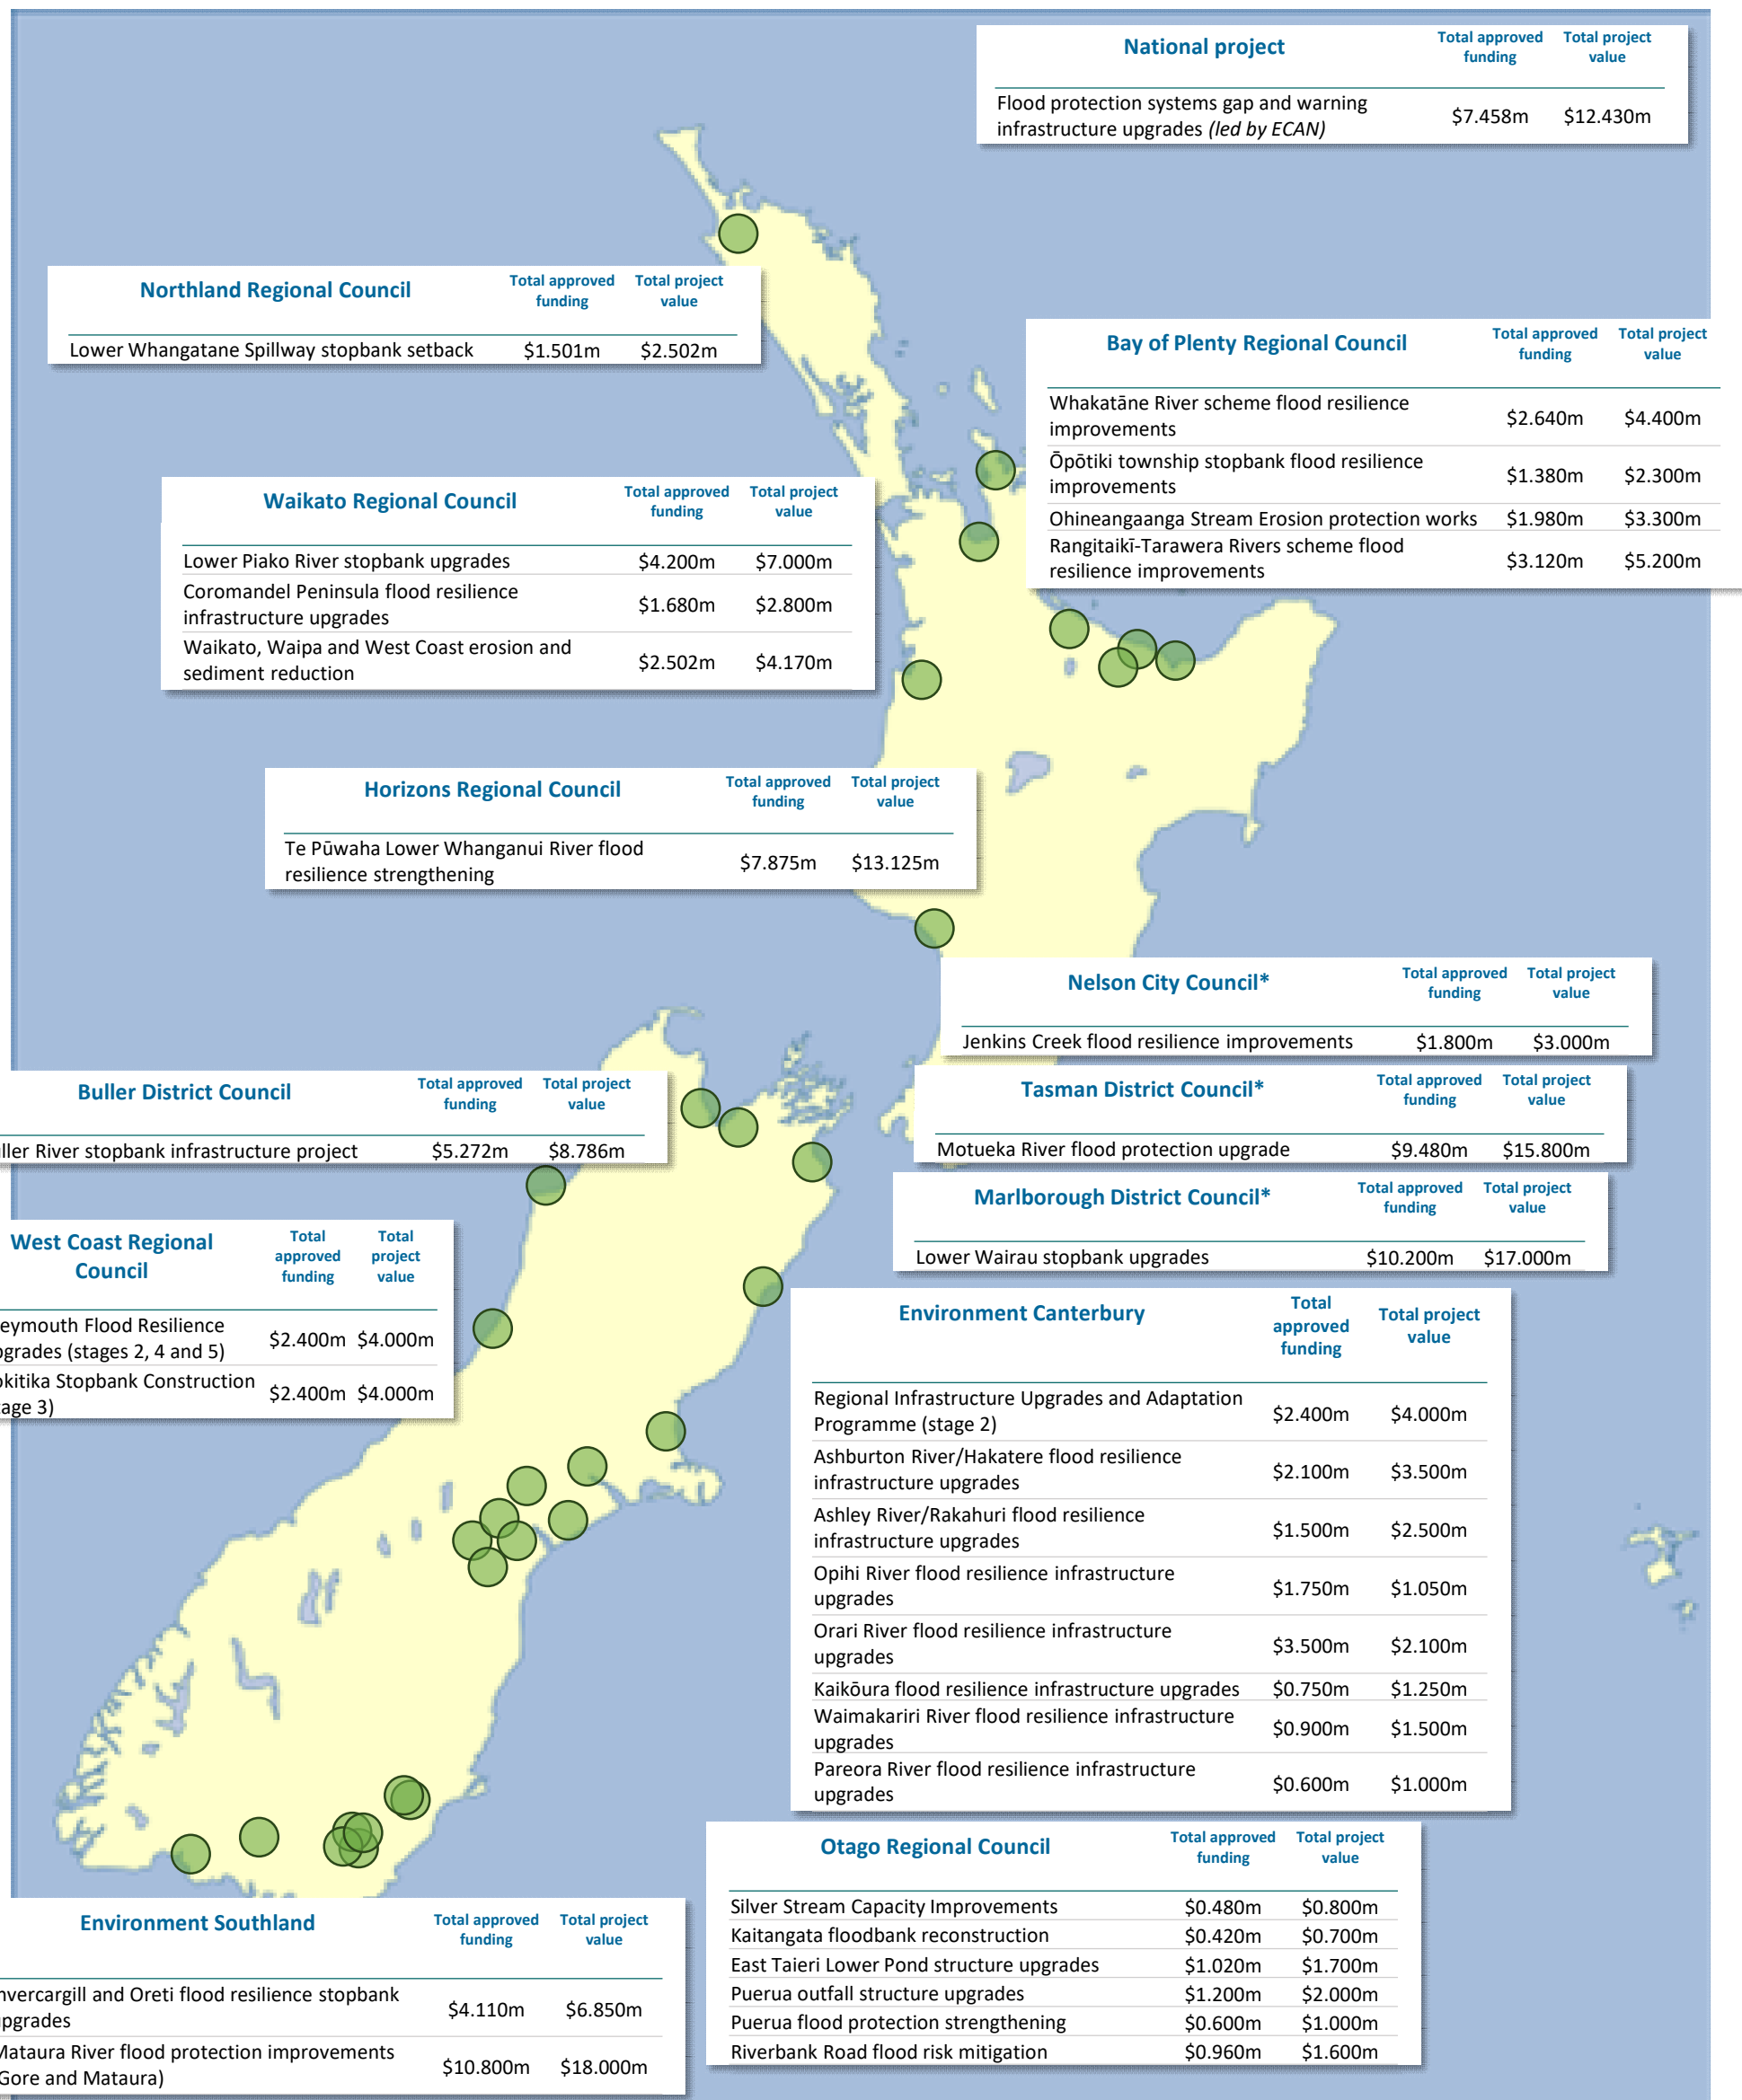 National project Total approved funding Total project value
Flood protection systems gap and warning
infrastructure upgrades (led by ECAN) $7.458m $12.430m
Northland Regional Council Total approved funding Total project value
Lower Whangatane Spillway stopbank setback $1.501m $2.502m
Bay of Plenty Regional Council Total approved funding Total project value
Whakatāne River scheme flood resilience
improvements $2.640m $4.400m
Ōpōtiki township stopbank flood resilience
improvements $1.380m $2.300m
Ohineangaanga Stream Erosion protection works $1.980m $3.300m
Rangitaikī-Tarawera Rivers scheme flood
resilience improvements $3.120m $5.200m
Waikato Regional Council Total approved funding Total project value
Lower Piako River stopbank upgrades $4.200m $7.000m
Coromandel Peninsula flood resilience
infrastructure upgrades $1.680m $2.800m
Waikato, Waipa and West Coast erosion and
sediment reduction $2.502m $4.170m
Horizons Regional Council Total approved funding Total project value
Te Pūwaha Lower Whanganui River flood
resilience strengthening $7.875m $13.125m
Nelson City Council* Total approved funding Total project value
Jenkins Creek flood resilience improvements $1.800m $3.000m
Buller District Council Total approved funding Total project value
ller River stopbank infrastructure project $5.272m $8.786m
Tasman District Council* Total approved funding Total project value
Motueka River flood protection upgrade $9.480m $15.800m
Marlborough District Council* Total approved funding Total project value
Lower Wairau stopbank upgrades $10.200m $17.000m
West Coast Regional Council Total approved funding Total project value
eymouth Flood Resilience
pgrades (stages 2, 4 and 5) $2.400m $4.000m
okitika Stopbank Construction
tage 3) $2.400m $4.000m
Environment Canterbury Total approved funding Total project value
Regional Infrastructure Upgrades and Adaptation
Programme (stage 2) $2.400m $4.000m
Ashburton River/Hakatere flood resilience
infrastructure upgrades $2.100m $3.500m
Ashley River/Rakahuri flood resilience
infrastructure upgrades $1.500m $2.500m
Opihi River flood resilience infrastructure
upgrades $1.750m $1.050m
Orari River flood resilience infrastructure
upgrades $3.500m $2.100m
Kaikōura flood resilience infrastructure upgrades $0.750m $1.250m
Waimakariri River flood resilience infrastructure
upgrades $0.900m $1.500m
Pareora River flood resilience infrastructure
upgrades $0.600m $1.000m
Otago Regional Council Total approved funding Total project value
Silver Stream Capacity Improvements $0.480m $0.800m
Kaitangata floodbank reconstruction $0.420m $0.700m
East Taieri Lower Pond structure upgrades $1.020m $1.700m
Puerua outfall structure upgrades $1.200m $2.000m
Puerua flood protection strengthening $0.600m $1.000m
Riverbank Road flood risk mitigation $0.960m $1.600m
Environment Southland Total approved funding Total project value
nvercargill and Oreti flood resilience stopbank
upgrades $4.110m $6.850m
Mataura River flood protection improvements
Gore and Mataura) $10.800m $18.000m